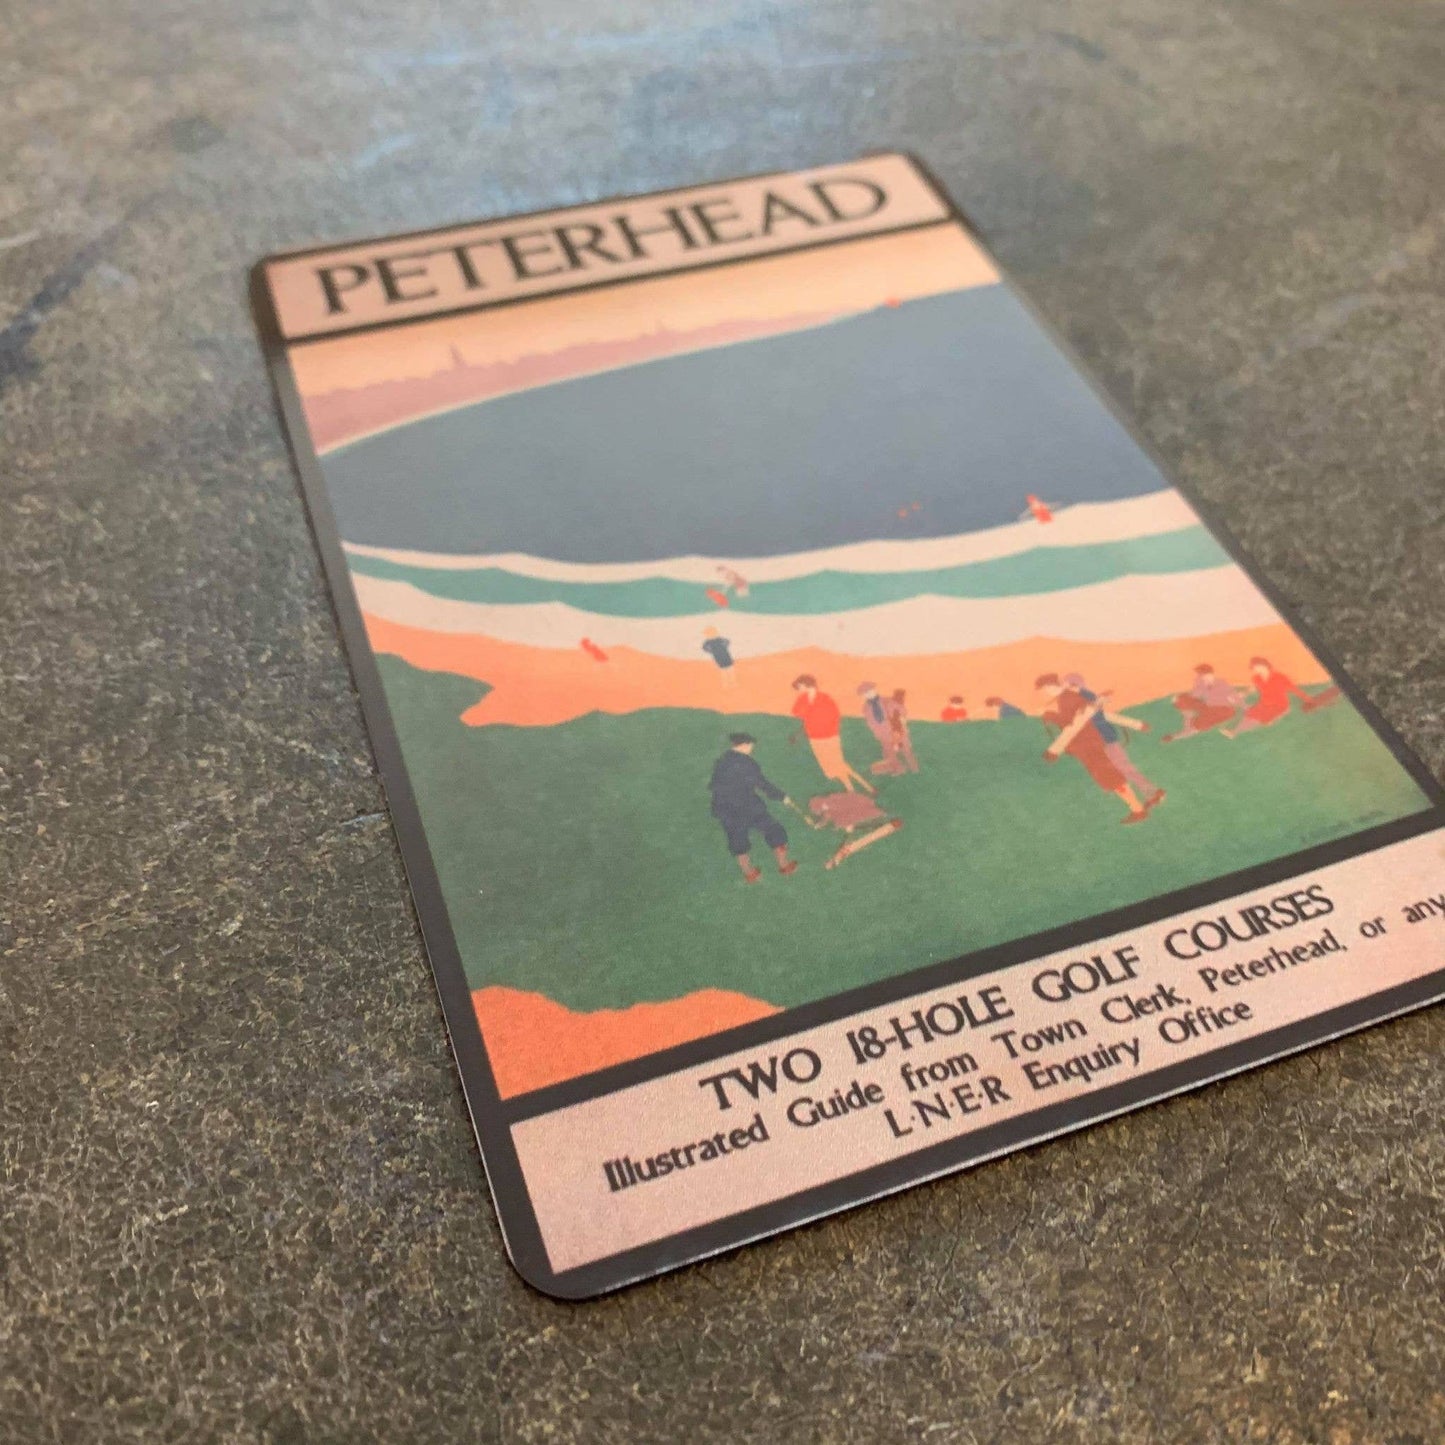 PETERHEAD
TWO 18-HOLE GOLF COURSES
Illustrated Guide from Town Clerk, Peterhead, or any
L·N·E·R Enquiry Office